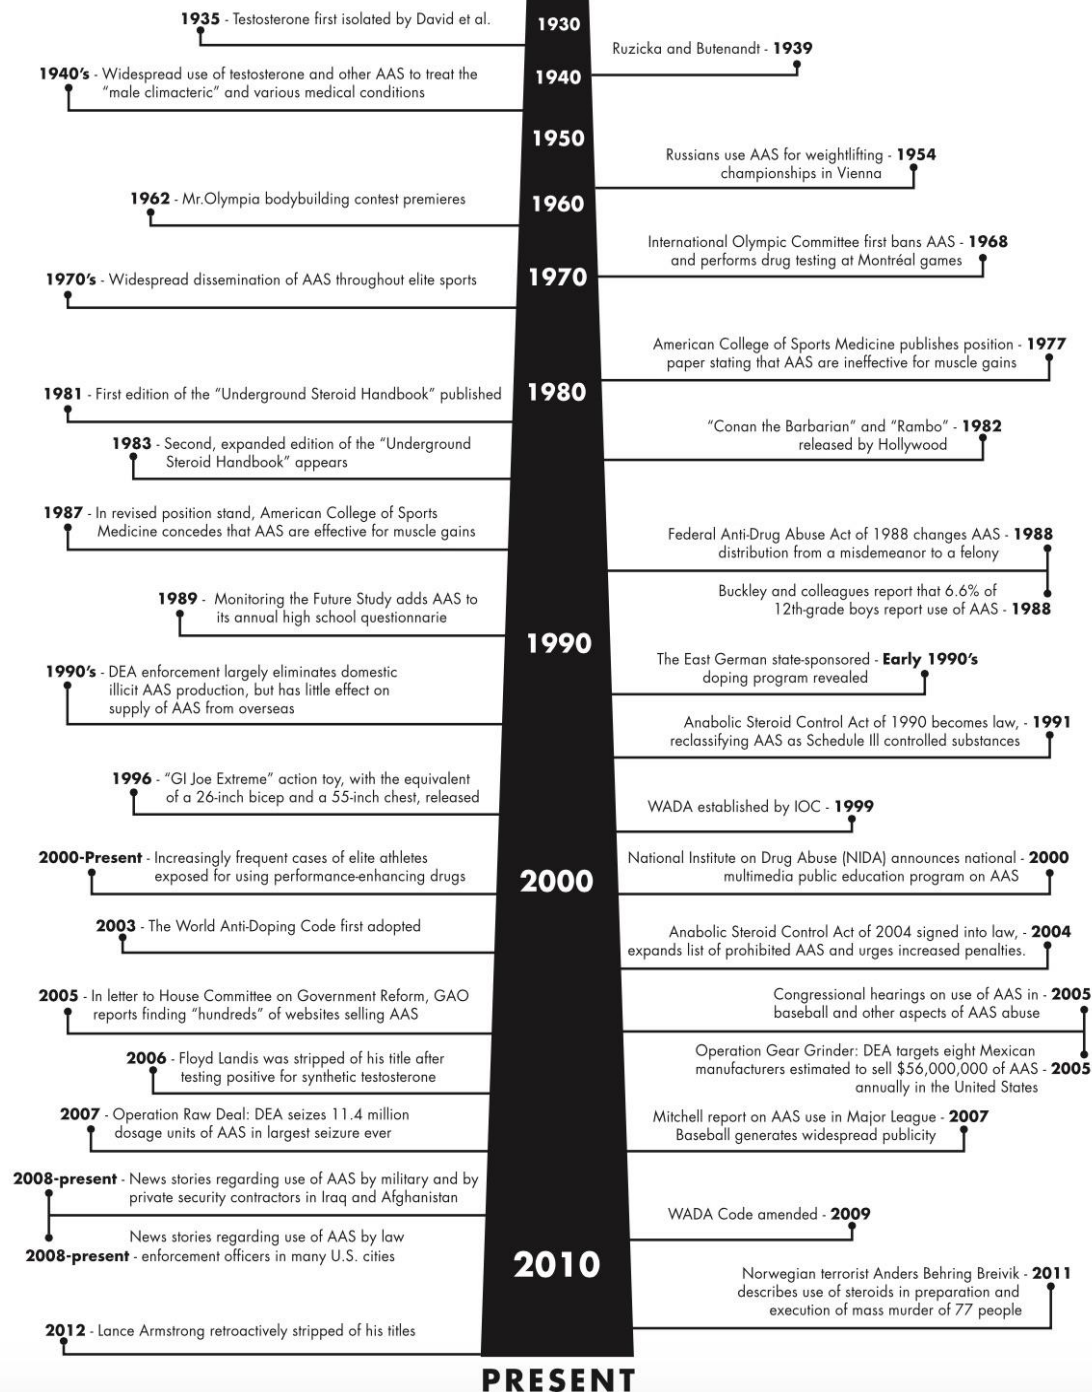 1930
1935 - Testosterone first isolated by David et al.
Ruzicka and Butenandt - 1939
1940's - Widespread use of testosterone and other AAS to treat the
"male climacteric" and various medical conditions
1940
1950
Russians use AAS for weightlifting - 1954
championships in Vienna
1962 - Mr.Olympia bodybuilding contest premieres
1960
International Olympic Committee first bans AAS - 1968
and performs drug testing at Montréal games
1970's - Widespread dissemination of AAS throughout elite sports
1970
American College of Sports Medicine publishes position - 1977
paper stating that AAS are ineffective for muscle gains
1981 - First edition of the "Underground Steroid Handbook" published
1980
"Conan the Barbarian" and "Rambo" - 1982
released by Hollywood
1983 - Second, expanded edition of the "Underground
Steroid Handbook" appears
1987 - In revised position stand, American College of Sports
Medicine concedes that AAS are effective for muscle gains
Federal Anti-Drug Abuse Act of 1988 changes AAS - 1988
distribution from a misdemeanor to a felony
Buckley and colleagues report that 6.6% of
12th-grade boys report use of AAS - 1988
1989 - Monitoring the Future Study adds AAS to
its annual high school questionnarie
1990
The East German state-sponsored - Early 1990's
doping program revealed
1990's - DEA enforcement largely eliminates domestic
illicit AAS production, but has little effect on
supply of AAS from overseas
Anabolic Steroid Control Act of 1990 becomes law, - 1991
reclassifying AAS as Schedule Ill controlled substances
1996 - "GI Joe Extreme" action toy, with the equivalent
of a 26-inch bicep and a 55-inch chest, released
WADA established by IOC - 1999
2000-Present - Increasingly frequent cases of elite athletes
exposed for using performance-enhancing drugs
2000
National Institute on Drug Abuse (NIDA) announces national - 2000
multimedia public education program on AAS
2003 - The World Anti-Doping Code first adopted
Anabolic Steroid Control Act of 2004 signed into law, - 2004
expands list of prohibited AAS and urges increased penalties.
2005 - In letter to House Committee on Government Reform, GAO
reports finding "hundreds" of websites selling AAS
Congressional hearings on use of AAS in - 2005
baseball and other aspects of AAS abuse
Operation Gear Grinder: DEA targets eight Mexican
manufacturers estimated to sell $56,000,000 of AAS - 2005
annually in the United States
2006 - Floyd Landis was stripped of his title after
testing positive for synthetic testosterone
2007 - Operation Raw Deal: DEA seizes 11.4 million
dosage units of AAS in largest seizure ever
Mitchell report on AAS use in Major League - 2007
Baseball generates widespread publicity
2008-present - News stories regarding use of AAS by military and by
private security contractors in Iraq and Afghanistan
News stories regarding use of AAS by law
2008-present - enforcement officers in many U.S. cities
WADA Code amended - 2009
2010
Norwegian terrorist Anders Behring Breivik - 2011
describes use of steroids in preparation and
execution of mass murder of 77 people
2012 - Lance Armstrong retroactively stripped of his titles
PRESENT